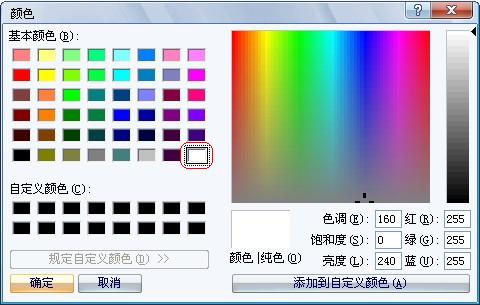 颜色
基本颜色(B):
自定义颜色(C):
规定自定义颜色(D) >>
确定 取消
颜色|纯色(O)
色调(E): 160 红(R): 255
饱和度(S): 0 绿(G): 255
亮度(L): 240 蓝(U): 255
添加到自定义颜色(A)